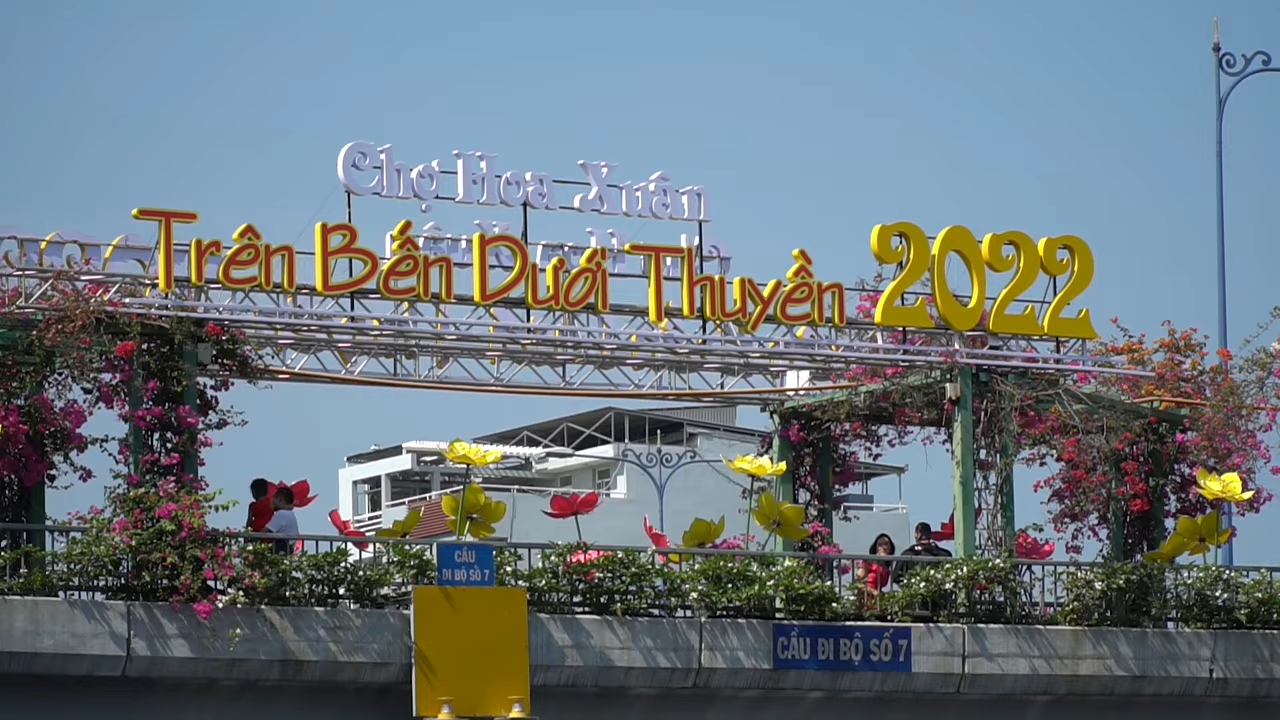 Chợ Hoa Xuân
Trên Bến Dưới Thuyền 2022
CẦU
ĐI BỘ SỐ 7
CẦU ĐI BỘ SỐ 7